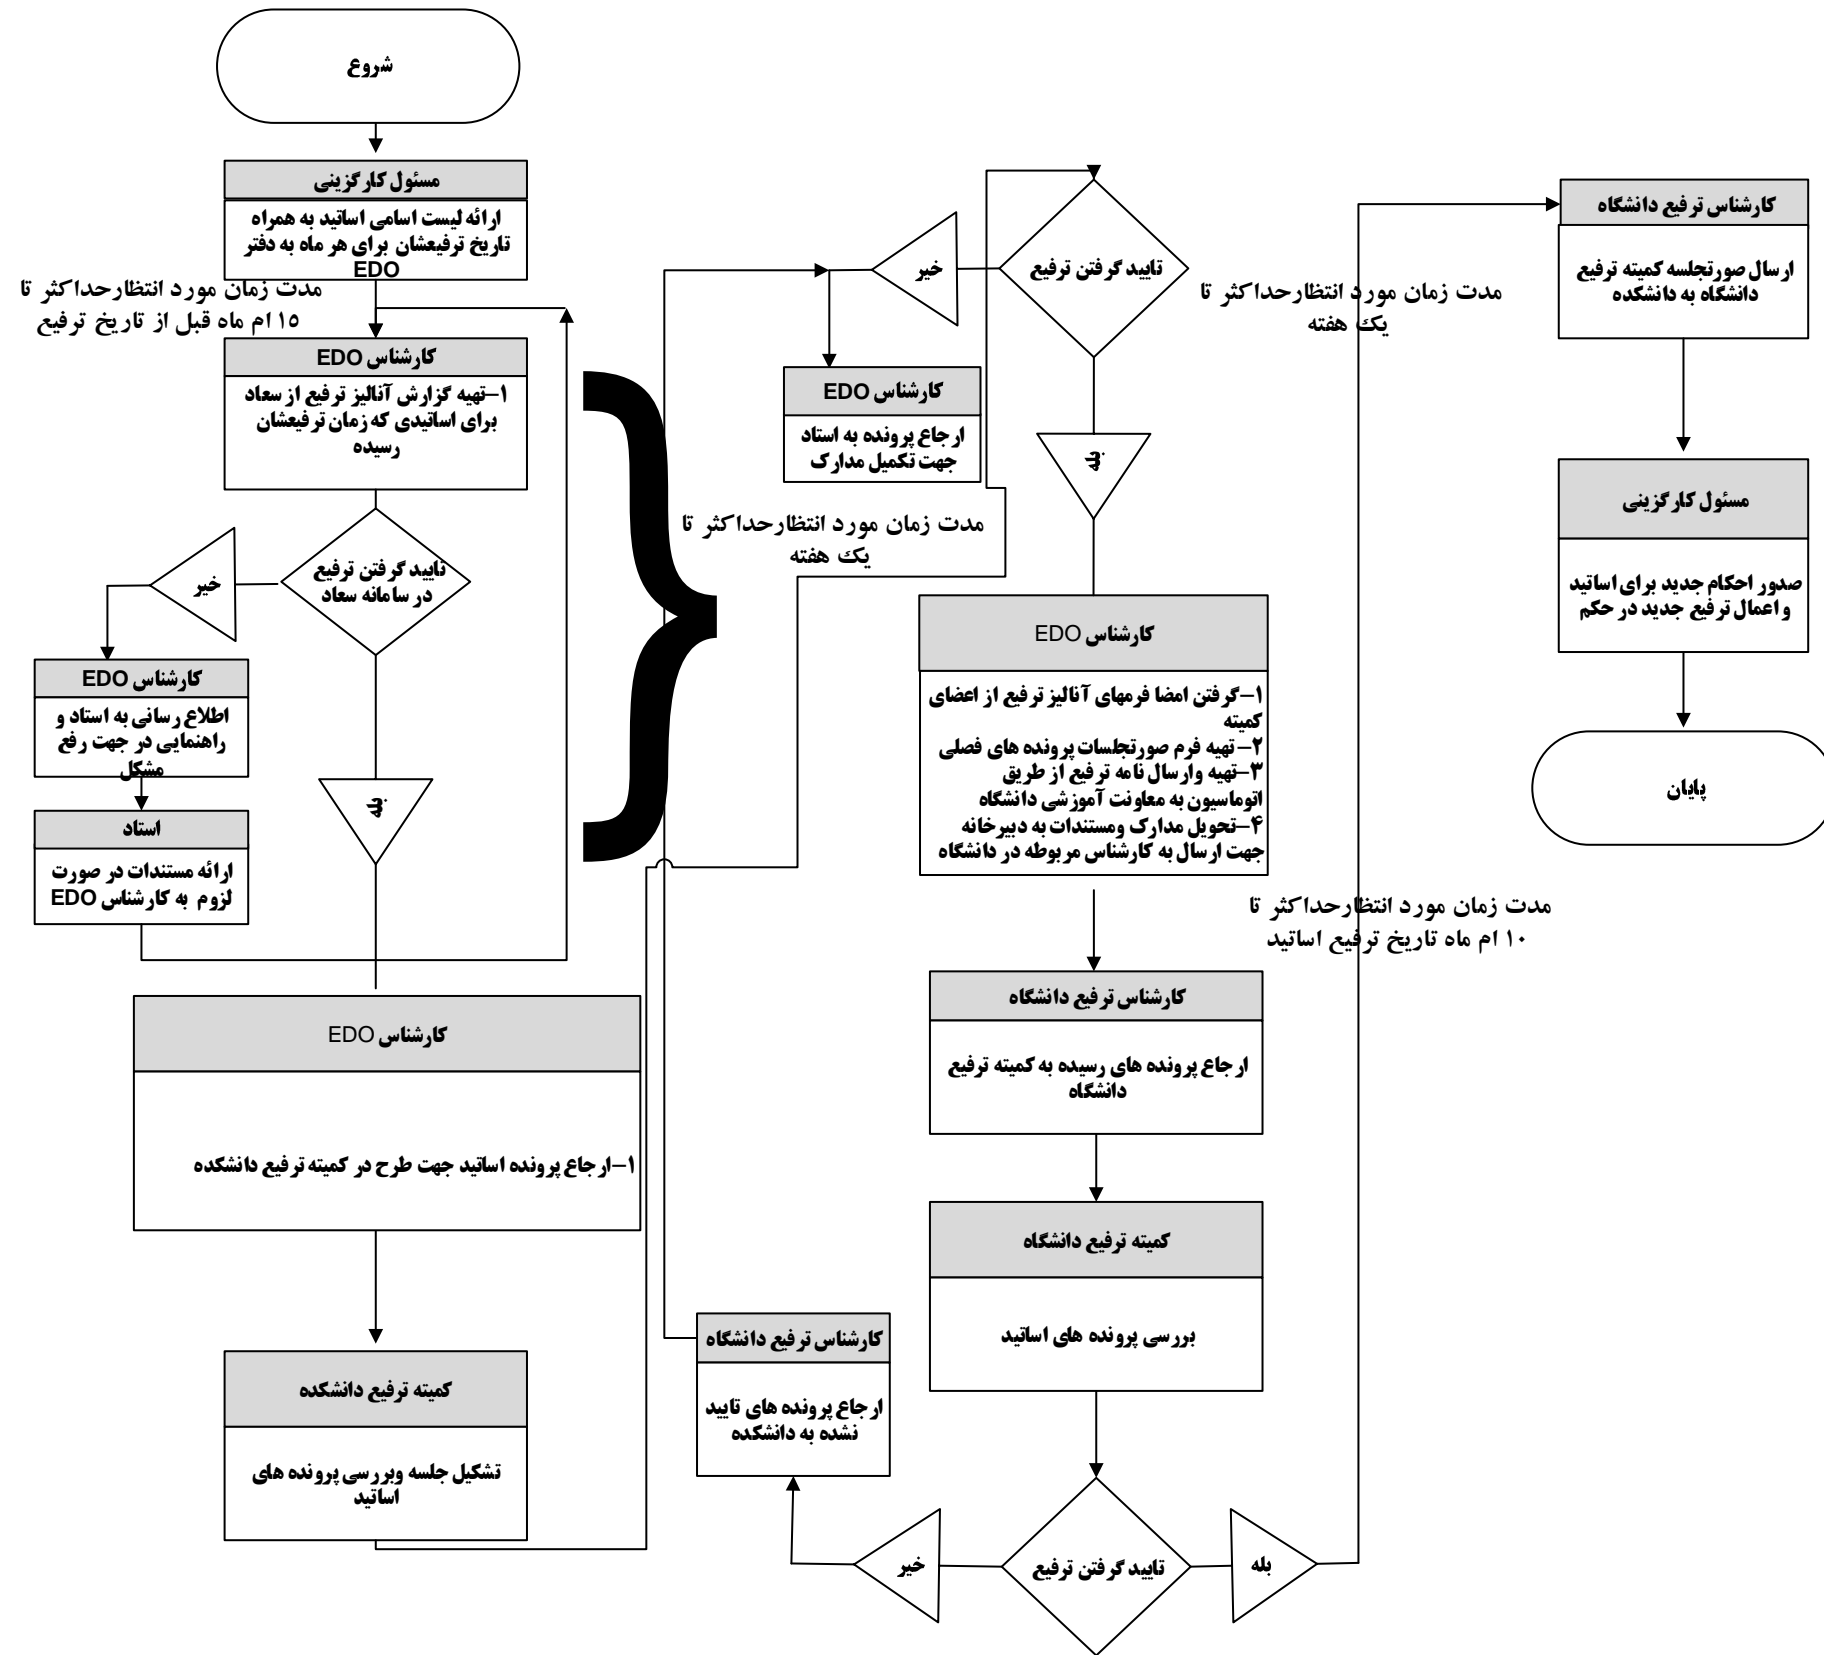 شروع
مسئول کارگزینی
ارائه لیست اسامی اساتید به همراه
تاریخ ترفیعشان برای هر ماه به دفتر
EDO
مدت زمان مورد انتظارحداکثر تا
۱۵ ام ماه قبل از تاریخ ترفیع
کارشناس EDO
۱-تهیه گزارش آنالیز ترفیع از سعاد
برای اساتیدی که زمان ترفیعشان
رسیده
تایید گرفتن ترفیع
در سامانه سعاد
خیر
کارشناس EDO
اطلاع رسانی به استاد و
راهنمایی در جهت رفع
مشکل
استاد
ارائه مستندات در صورت
لزوم به کارشناس EDO
بله
کارشناس EDO
۱-ارجاع پرونده اساتید جهت طرح در کمیته ترفیع دانشکده
کمیته ترفیع دانشکده
تشکیل جلسه وبررسی پرونده های
اساتید
مدت زمان مورد انتظارحداکثر تا
یک هفته
تایید گرفتن ترفیع
خیر
کارشناس EDO
ارجاع پرونده به استاد
جهت تکمیل مدارک
مدت زمان مورد انتظارحداکثر تا
یک هفته
بله
کارشناس EDO
۱-گرفتن امضا فرمهای آنالیز ترفیع از اعضای
کمیته
۲- تهیه فرم صورتجلسات پرونده های فصلی
۳-تهیه وارسال نامه ترفیع از طریق
اتوماسیون به معاونت آموزشی دانشگاه
۴-تحویل مدارک ومستندات به دبیرخانه
جهت ارسال به کارشناس مربوطه در دانشگاه
مدت زمان مورد انتظارحداکثر تا
۱۰ ام ماه تاریخ ترفیع اساتید
کارشناس ترفیع دانشگاه
ارجاع پرونده های رسیده به کمیته ترفیع
دانشگاه
کمیته ترفیع دانشگاه
بررسی پرونده های اساتید
تایید گرفتن ترفیع
خیر
کارشناس ترفیع دانشگاه
ارجاع پرونده های تایید
نشده به دانشکده
بله
کارشناس ترفیع دانشگاه
ارسال صورتجلسه کمیته ترفیع
دانشگاه به دانشکده
مسئول کارگزینی
صدور احکام جدید برای اساتید
و اعمال ترفیع جدید در حکم
پایان